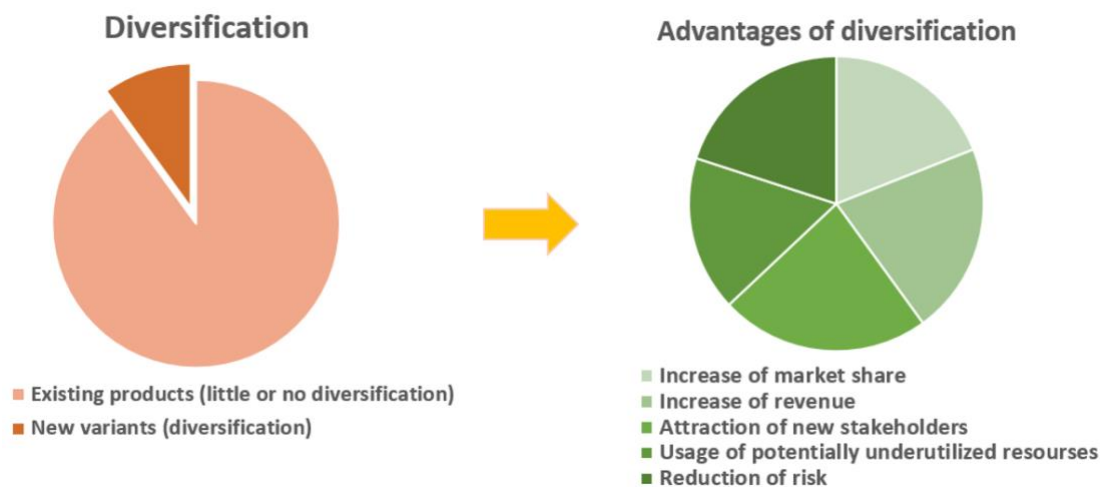 Diversification
Existing products (little or no diversification)
New variants (diversification)
Advantages of diversification
Increase of market share
Increase of revenue
Attraction of new stakeholders
Usage of potentially underutilized resourses
Reduction of risk